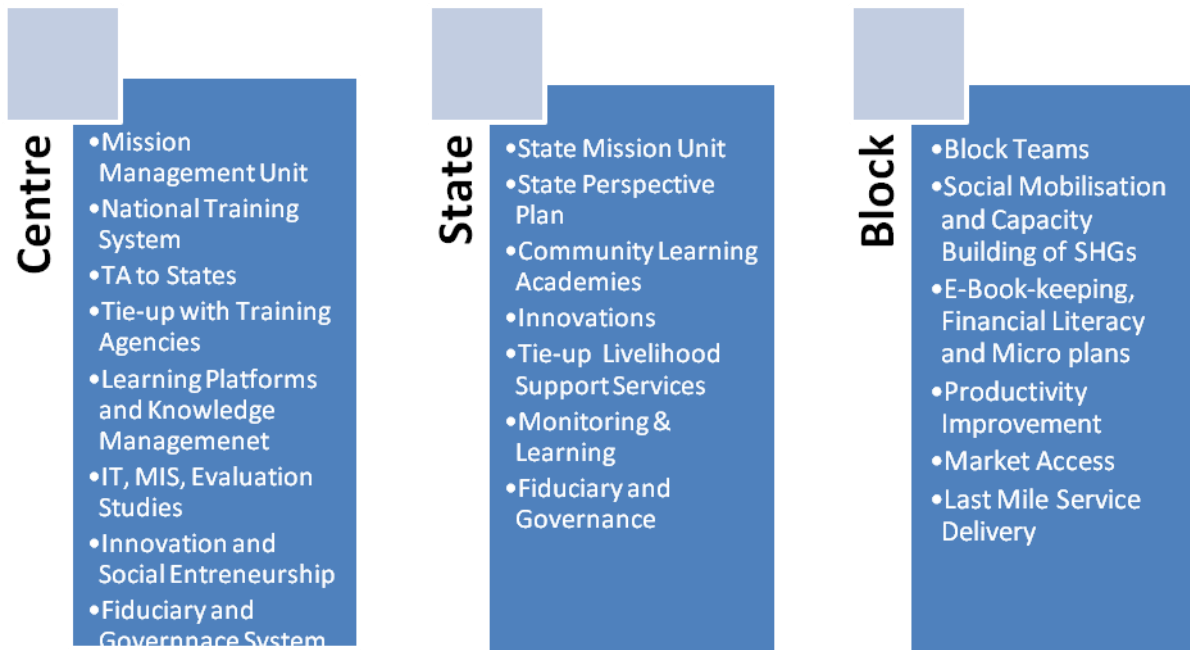 Centre
•Mission
Management Unit
•National Training
System
•TA to States
•Tie-up with Training
Agencies
•Learning Platforms
and Knowledge
Managemenet
•IT, MIS, Evaluation
Studies
•Innovation and
Social Entreneurship
•Fiduciary and
Governnace System
State
•State Mission Unit
•State Perspective
Plan
•Community Learning
Academies
•Innovations
•Tie-up Livelihood
Support Services
•Monitoring &
Learning
•Fiduciary and
Governance
Block
•Block Teams
•Social Mobilisation
and Capacity
Building of SHGs
•E-Book-keeping,
Financial Literacy
and Micro plans
•Productivity
Improvement
•Market Access
•Last Mile Service
Delivery